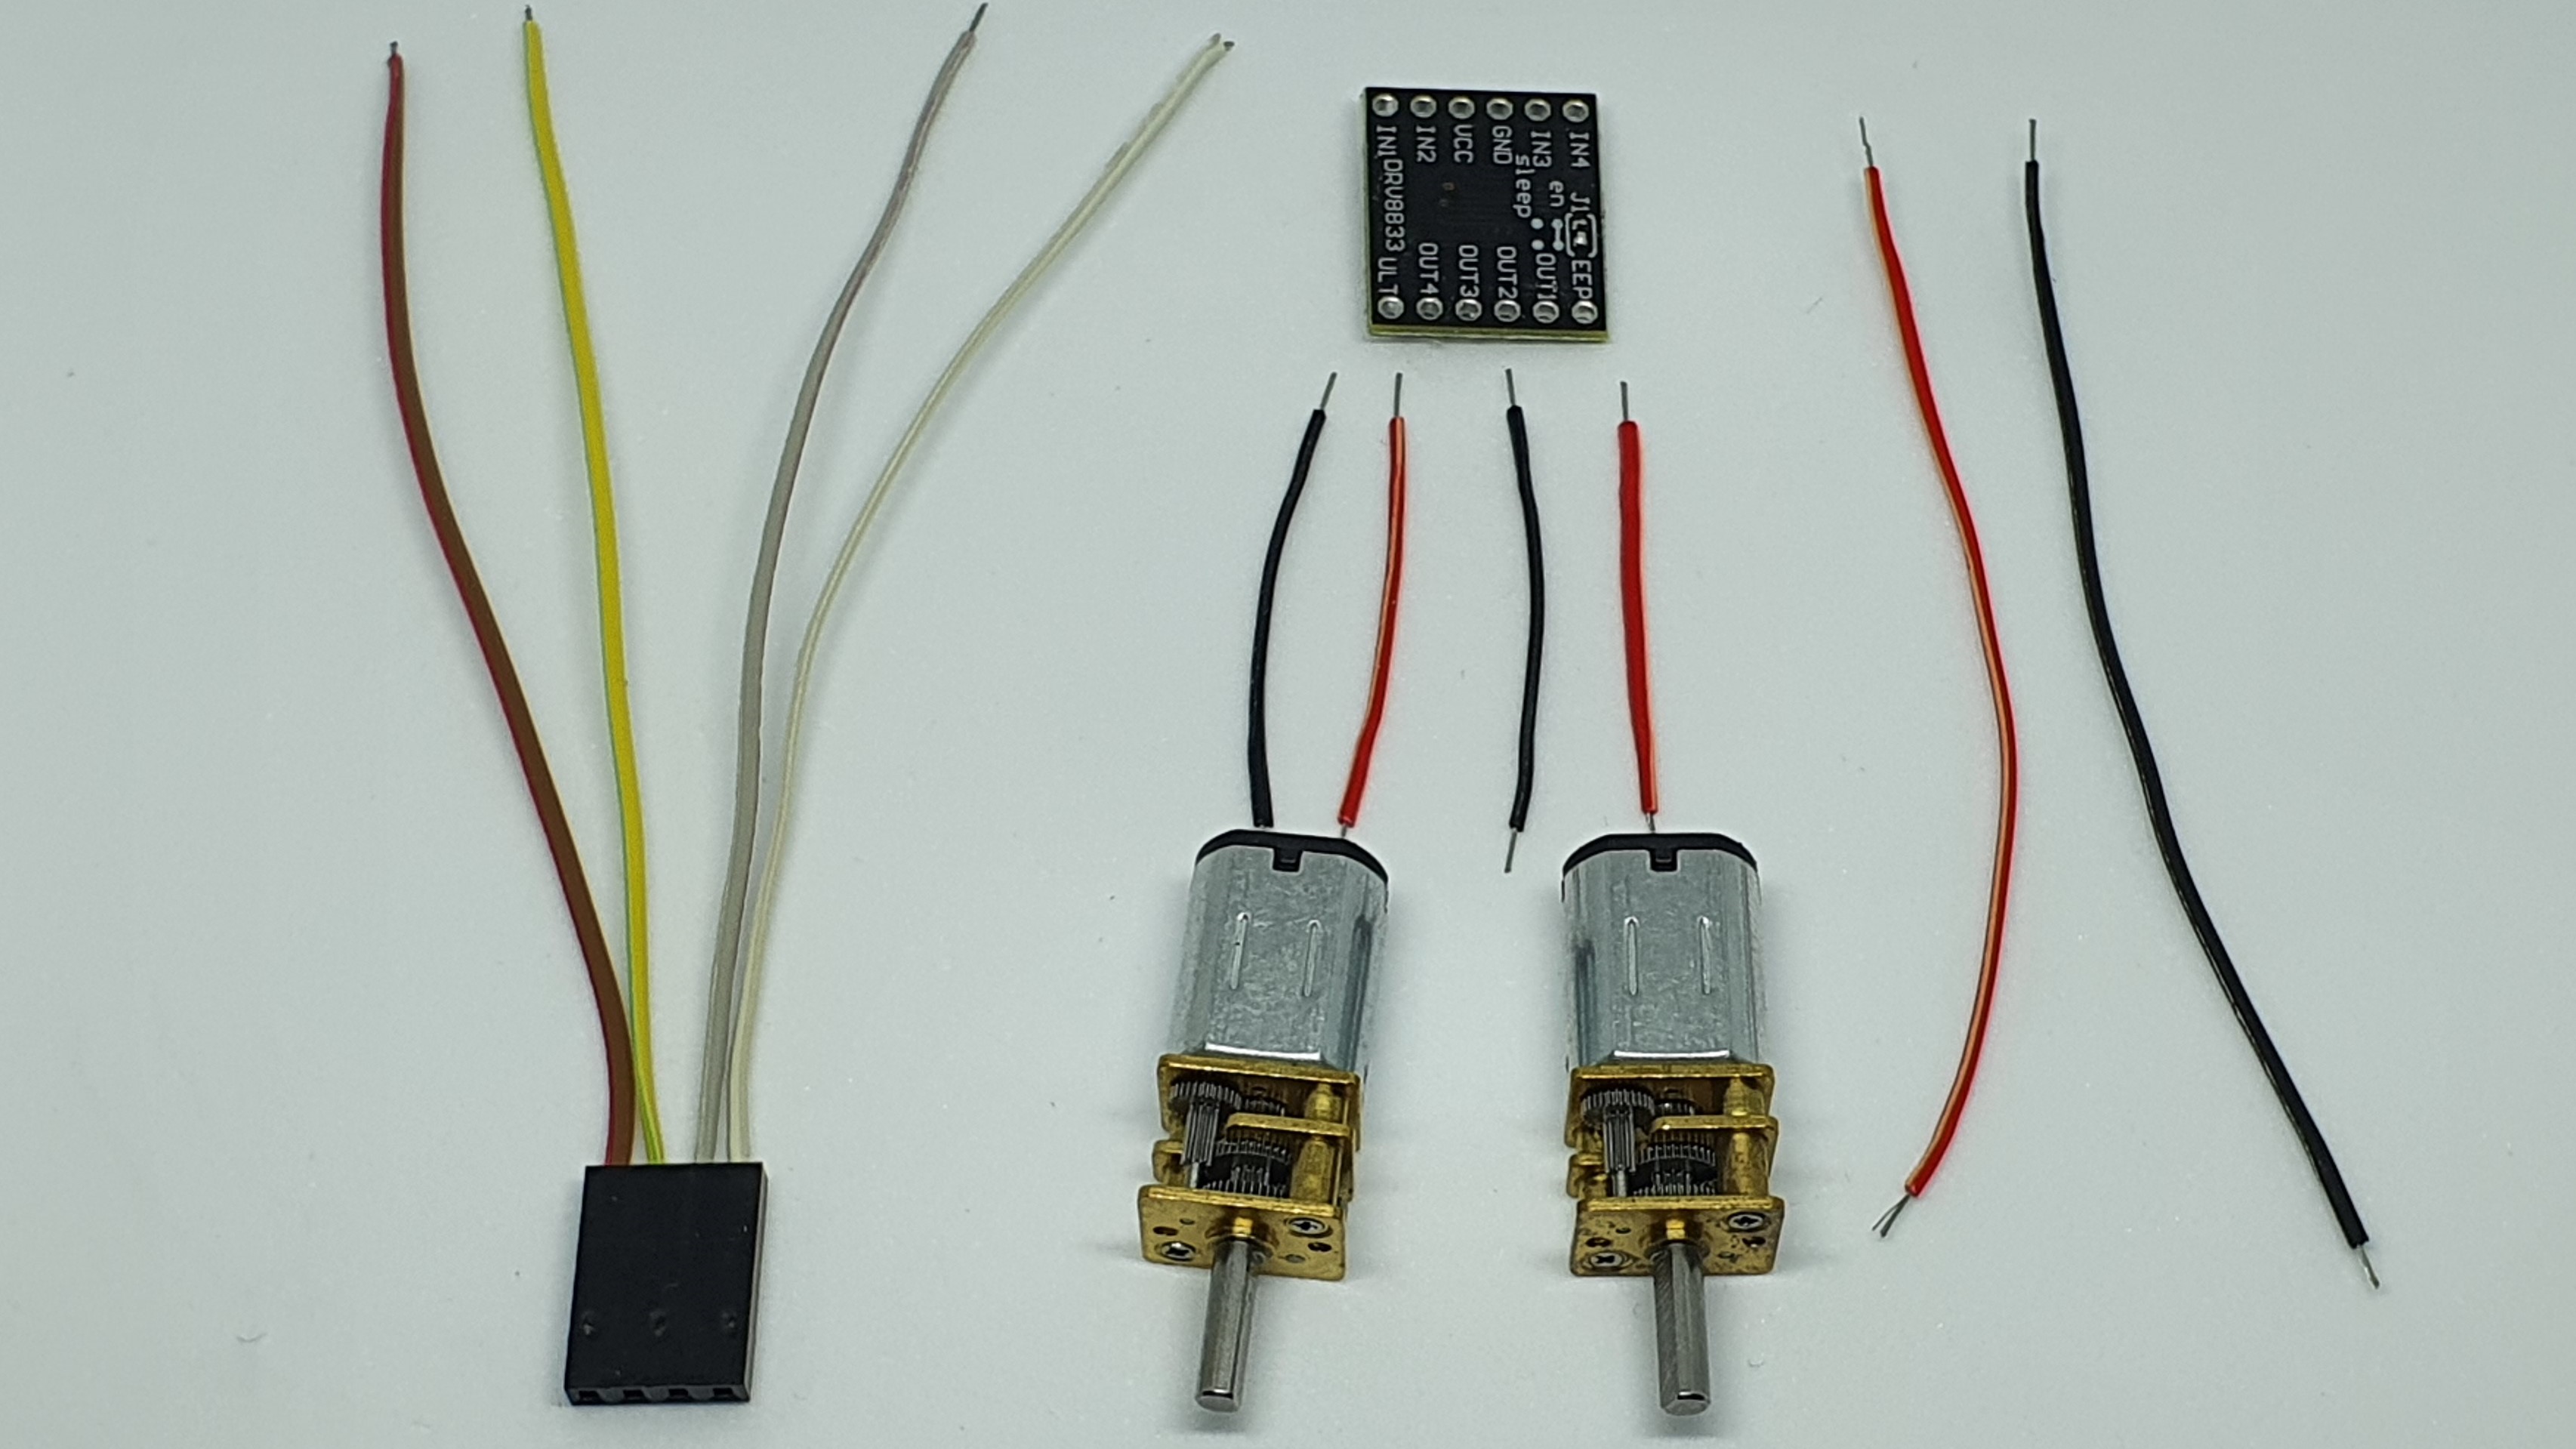 IN1
IN2
VCC
GND
IN3
IN4
DRV8833
sleep
en
J1
ULT
OUT4
OUT3
OUT2
OUT1
EEP